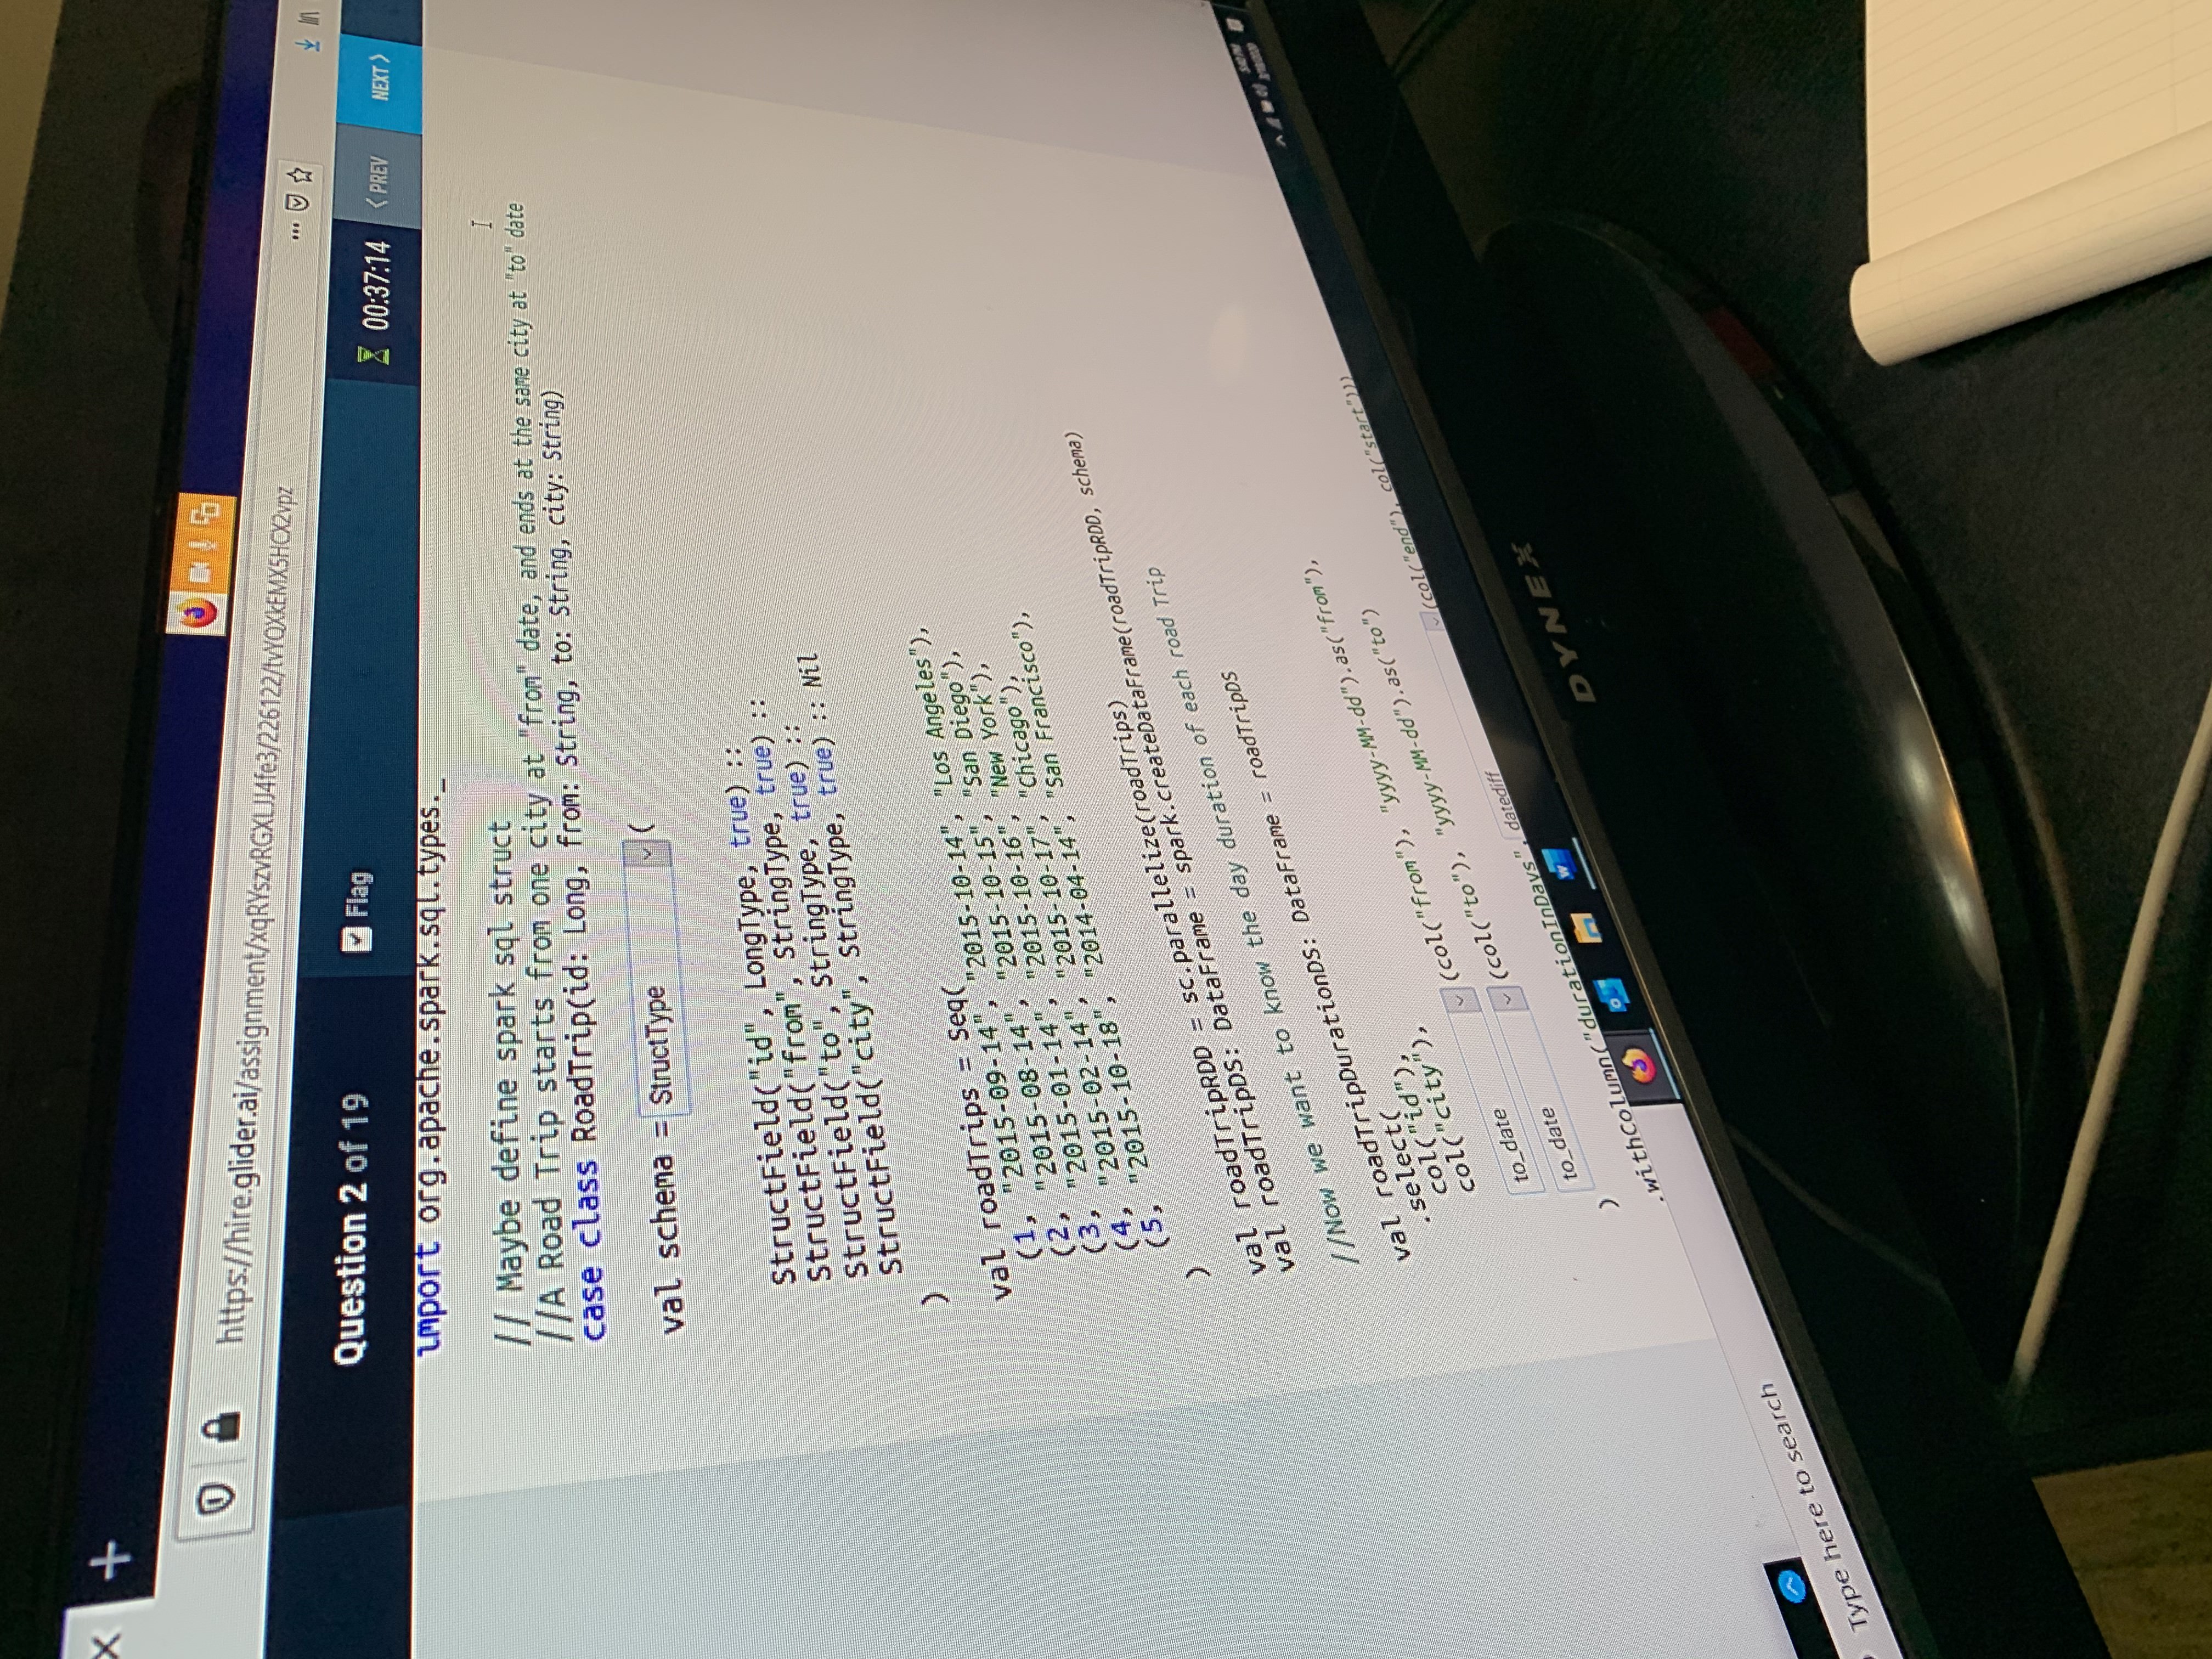 https://hire.glider.ai/assignment/xqRYszvRGXLJJ4fe3/226122/tvYQXkEMX5HCX2vpz
Question 2 of 19
Flag
00:37:14
PREV
NEXT
import org.apache.spark.sql.types._
// Maybe define spark sql struct
//A Road Trip starts from one city at "from" date, and ends at the same city at "to" date
case class RoadTrip(id: Long, from: String, to: String, city: String)
val schema = StructType (
StructField("id", LongType, true) ::
StructField("from", StringType, true) ::
StructField("to", StringType, true) ::
StructField("city", StringType, true) :: Nil
)
val roadTrips = Seq(
(1, "2015-09-14", "2015-10-14", "Los Angeles"),
(2, "2015-08-14", "2015-10-15", "San Diego"),
(3, "2015-01-14", "2015-10-16", "New York"),
(4, "2015-02-14", "2015-10-17", "Chicago"),
(5, "2015-10-18", "2014-04-14", "San Francisco"),
)
val roadTripRDD = sc.parallelize(roadTrips)
val roadTripDS: DataFrame = spark.createDataFrame(roadTripRDD, schema)
//Now we want to know the day duration of each road Trip
val roadTripDurationDS: DataFrame = roadTripDS
.select(
col("id"),
col("city"),
to_date (col("from"), "yyyy-MM-dd").as("from"),
to_date (col("to"), "yyyy-MM-dd").as("to")
)
.withColumn("durationInDays", datediff (col("end"), col("start")))
Type here to search
DYNEX